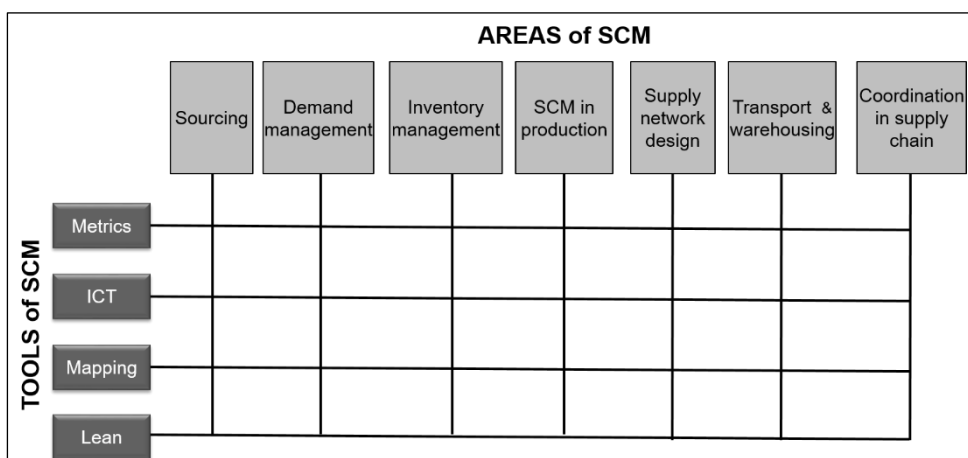 AREAS of SCM
Sourcing
Demand
management
Inventory
management
SCM in
production
Supply
network
design
Transport &
warehousing
Coordination
in supply
chain
TOOLS of SCM
Metrics
ICT
Mapping
Lean